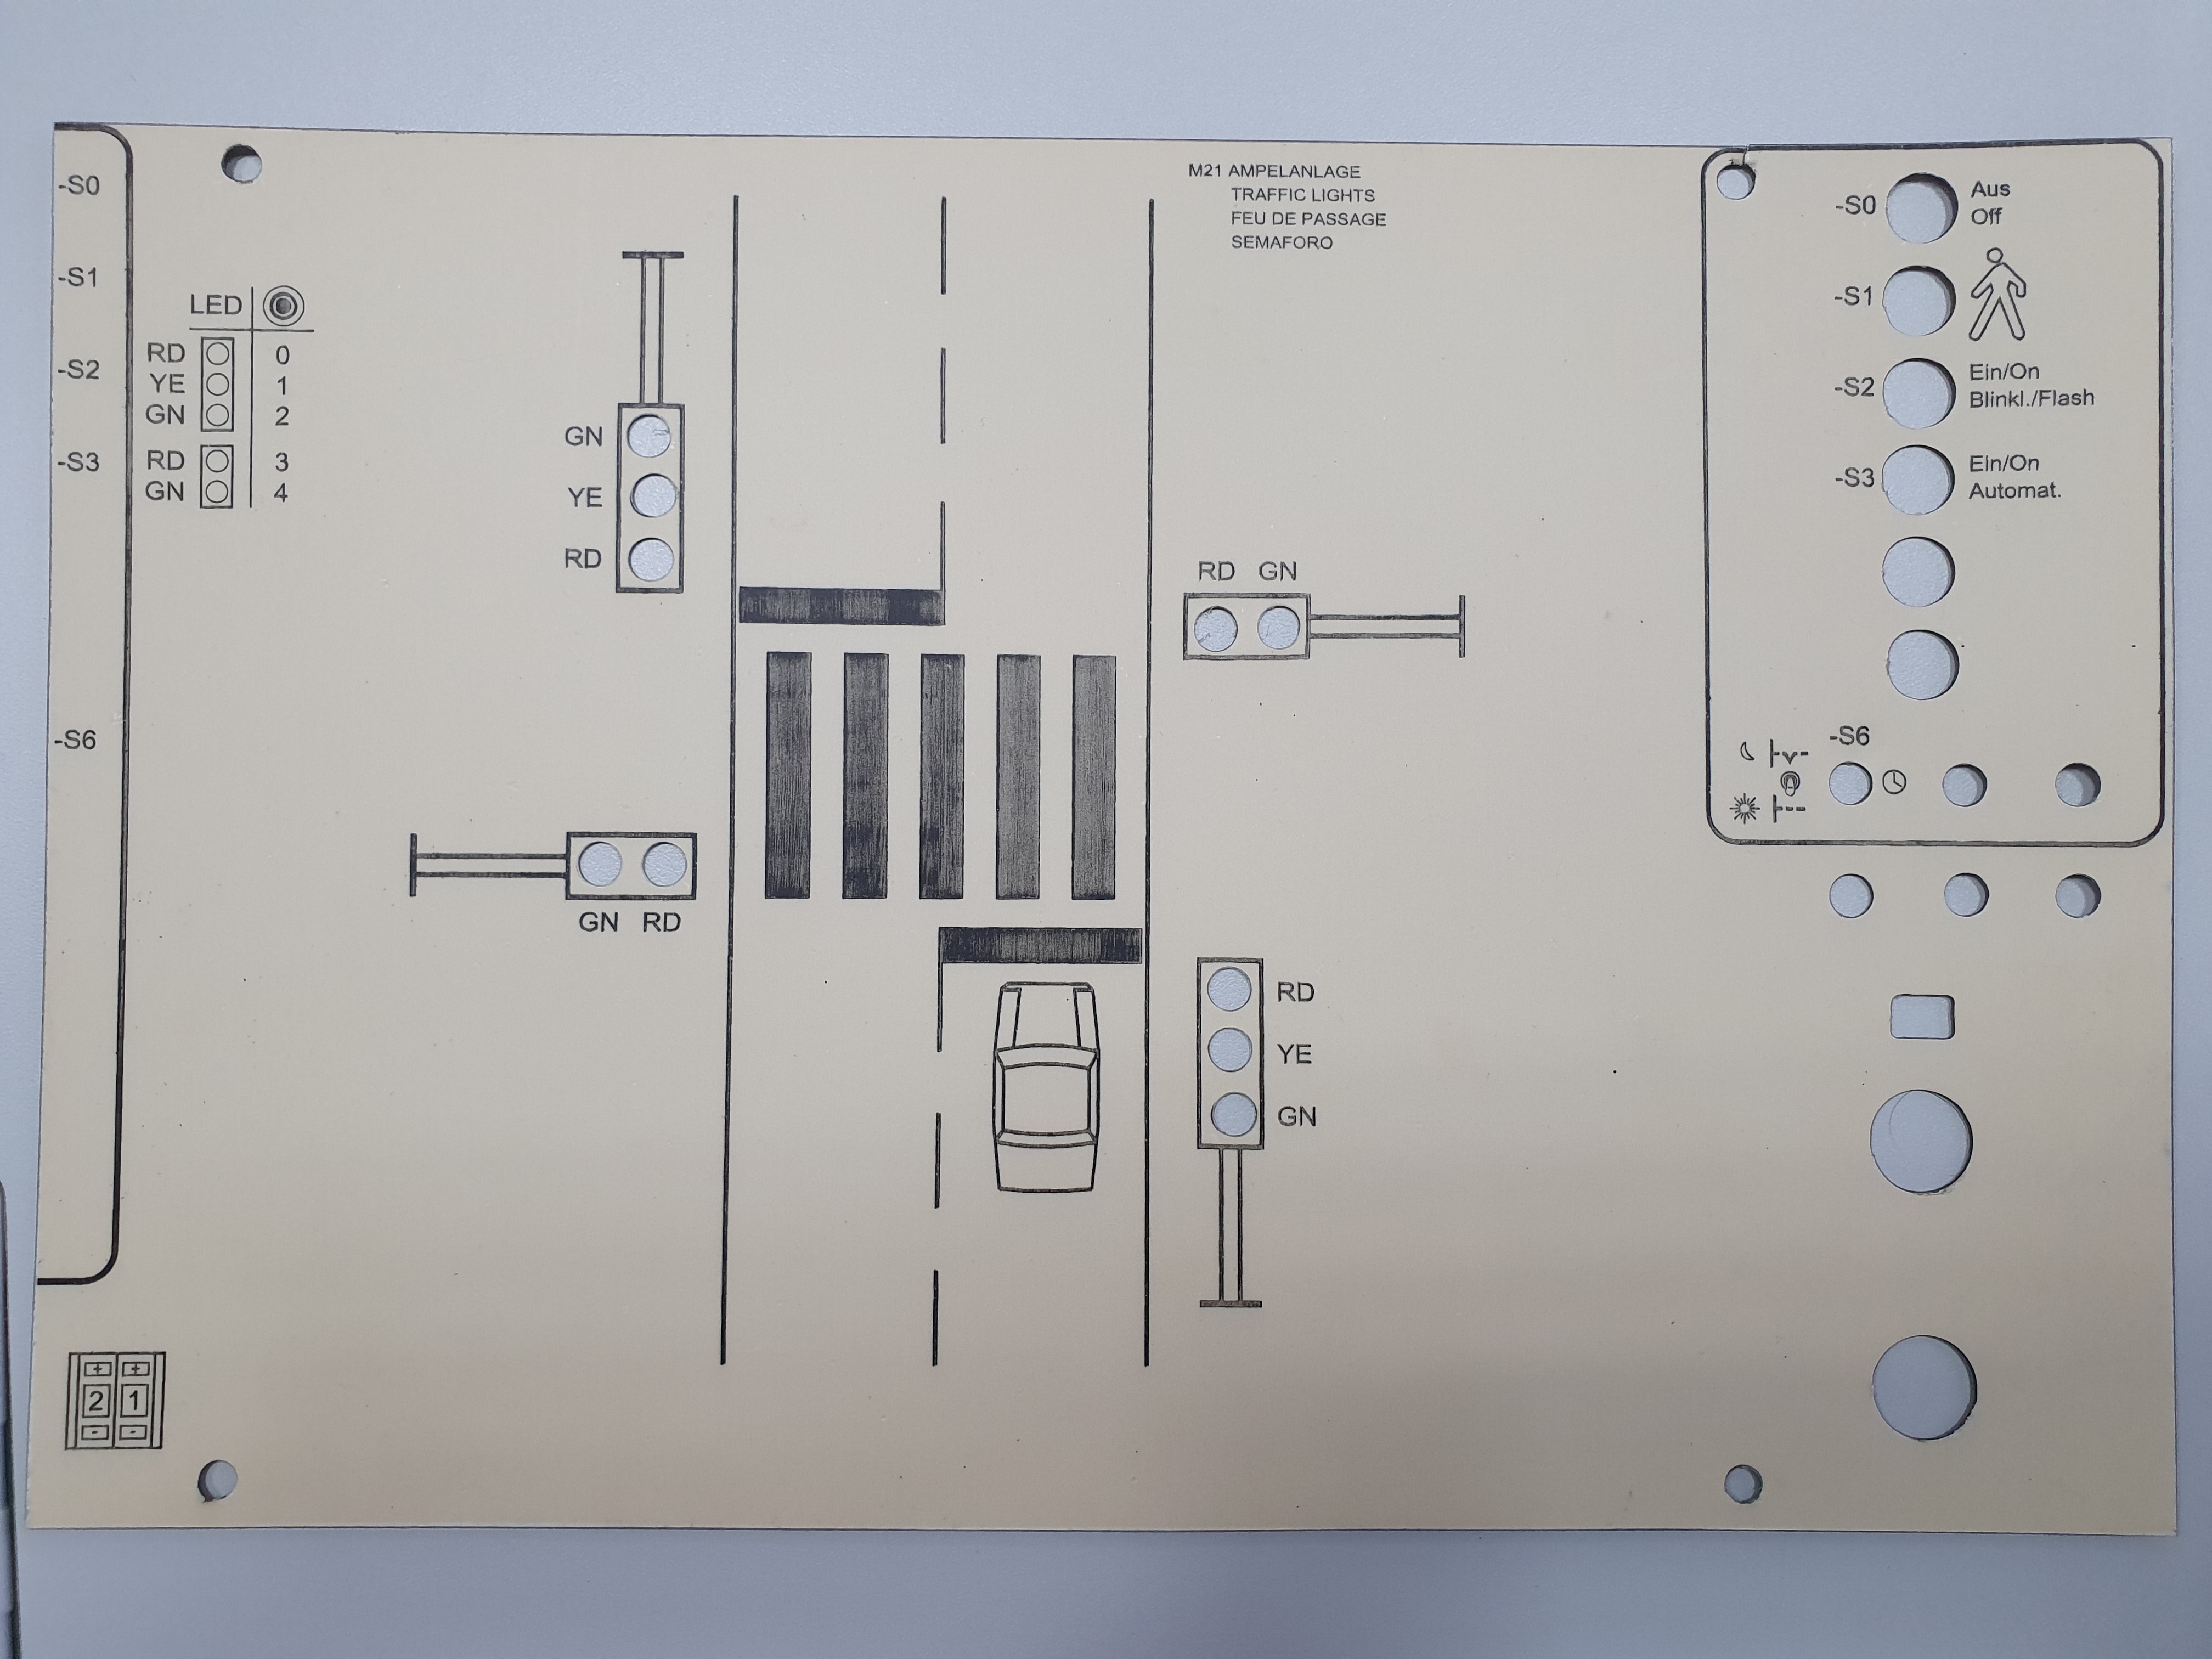 -S0
-S1
-S2
-S3
-S6
LED
RD 0
YE 1
GN 2
RD 3
GN 4
GN
YE
RD
M21 AMPELANLAGE
TRAFFIC LIGHTS
FEU DE PASSAGE
SEMAFORO
RD GN
GN RD
RD
YE
GN
-S0 Aus
Off
-S1
-S2 Ein/On
Blinkl./Flash
-S3 Ein/On
Automat.
-S6
+ +
2 1
- -